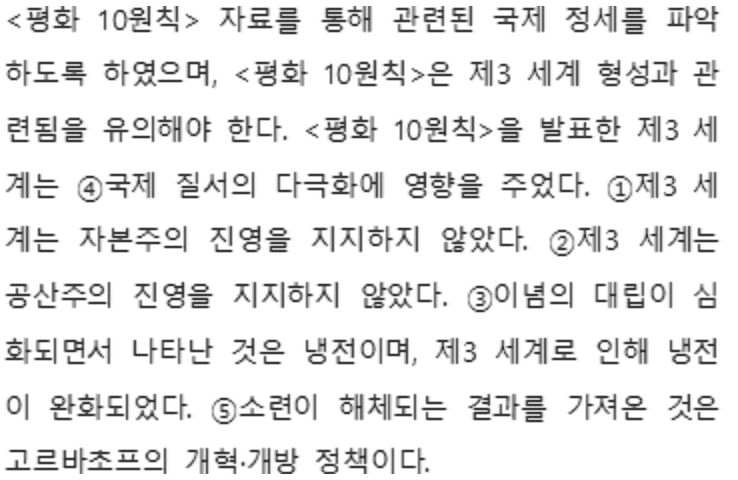 <평화 10원칙> 자료를 통해 관련된 국제 정세를 파악
하도록 하였으며, <평화 10원칙>은 제3 세계 형성과 관
련됨을 유의해야 한다. <평화 10원칙>을 발표한 제3 세
계는 ④국제 질서의 다극화에 영향을 주었다. ①제3 세
계는 자본주의 진영을 지지하지 않았다. ②제3 세계는
공산주의 진영을 지지하지 않았다. ③이념의 대립이 심
화되면서 나타난 것은 냉전이며, 제3 세계로 인해 냉전
이 완화되었다. ⑤소련이 해체되는 결과를 가져온 것은
고르바초프의 개혁·개방 정책이다.